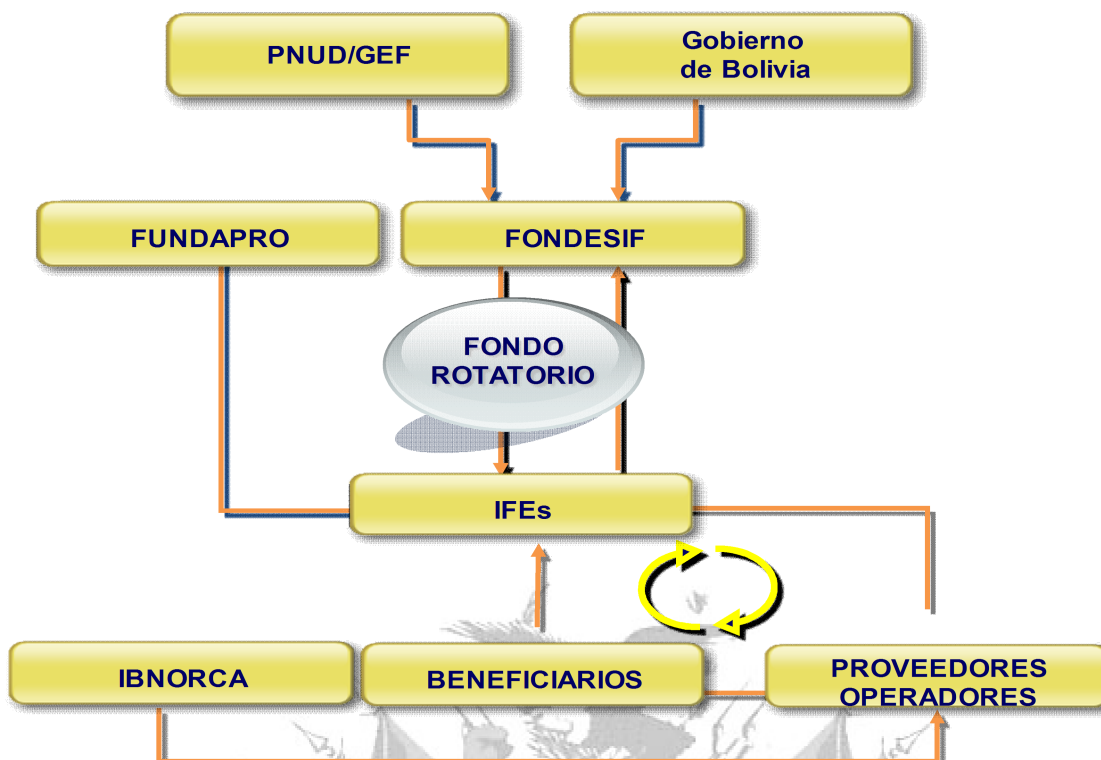 PNUD/GEF
Gobierno
de Bolivia
FUNDAPRO
FONDESIF
FONDO
ROTATORIO
IFEs
IBNORCA
BENEFICIARIOS
PROVEEDORES
OPERADORES